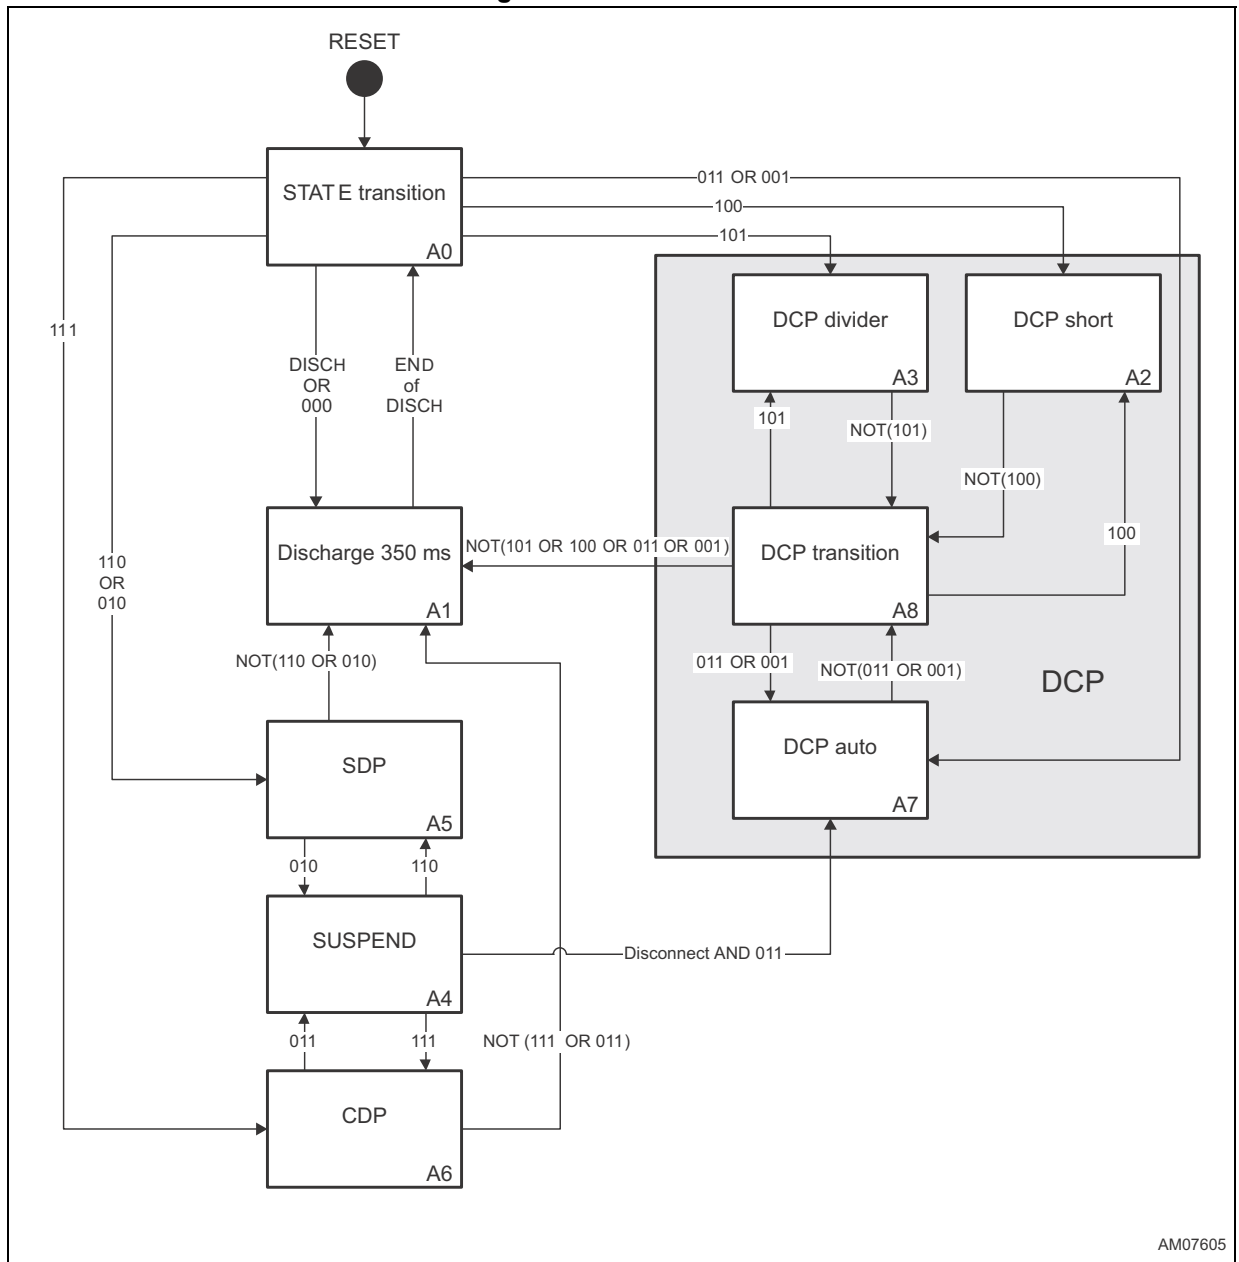 RESET
STATE transition
A0
011 OR 001
100
101
111
110
OR
010
DISCH
OR
000
END
of
DISCH
DCP divider
A3
DCP short
A2
101
NOT(101)
NOT(100)
100
Discharge 350 ms
A1
NOT(101 OR 100 OR 011 OR 001)
DCP transition
A8
NOT(110 OR 010)
011 OR 001
NOT(011 OR 001)
DCP
SDP
A5
DCP auto
A7
010
110
SUSPEND
A4
Disconnect AND 011
011
111
NOT (111 OR 011)
CDP
A6
AM07605